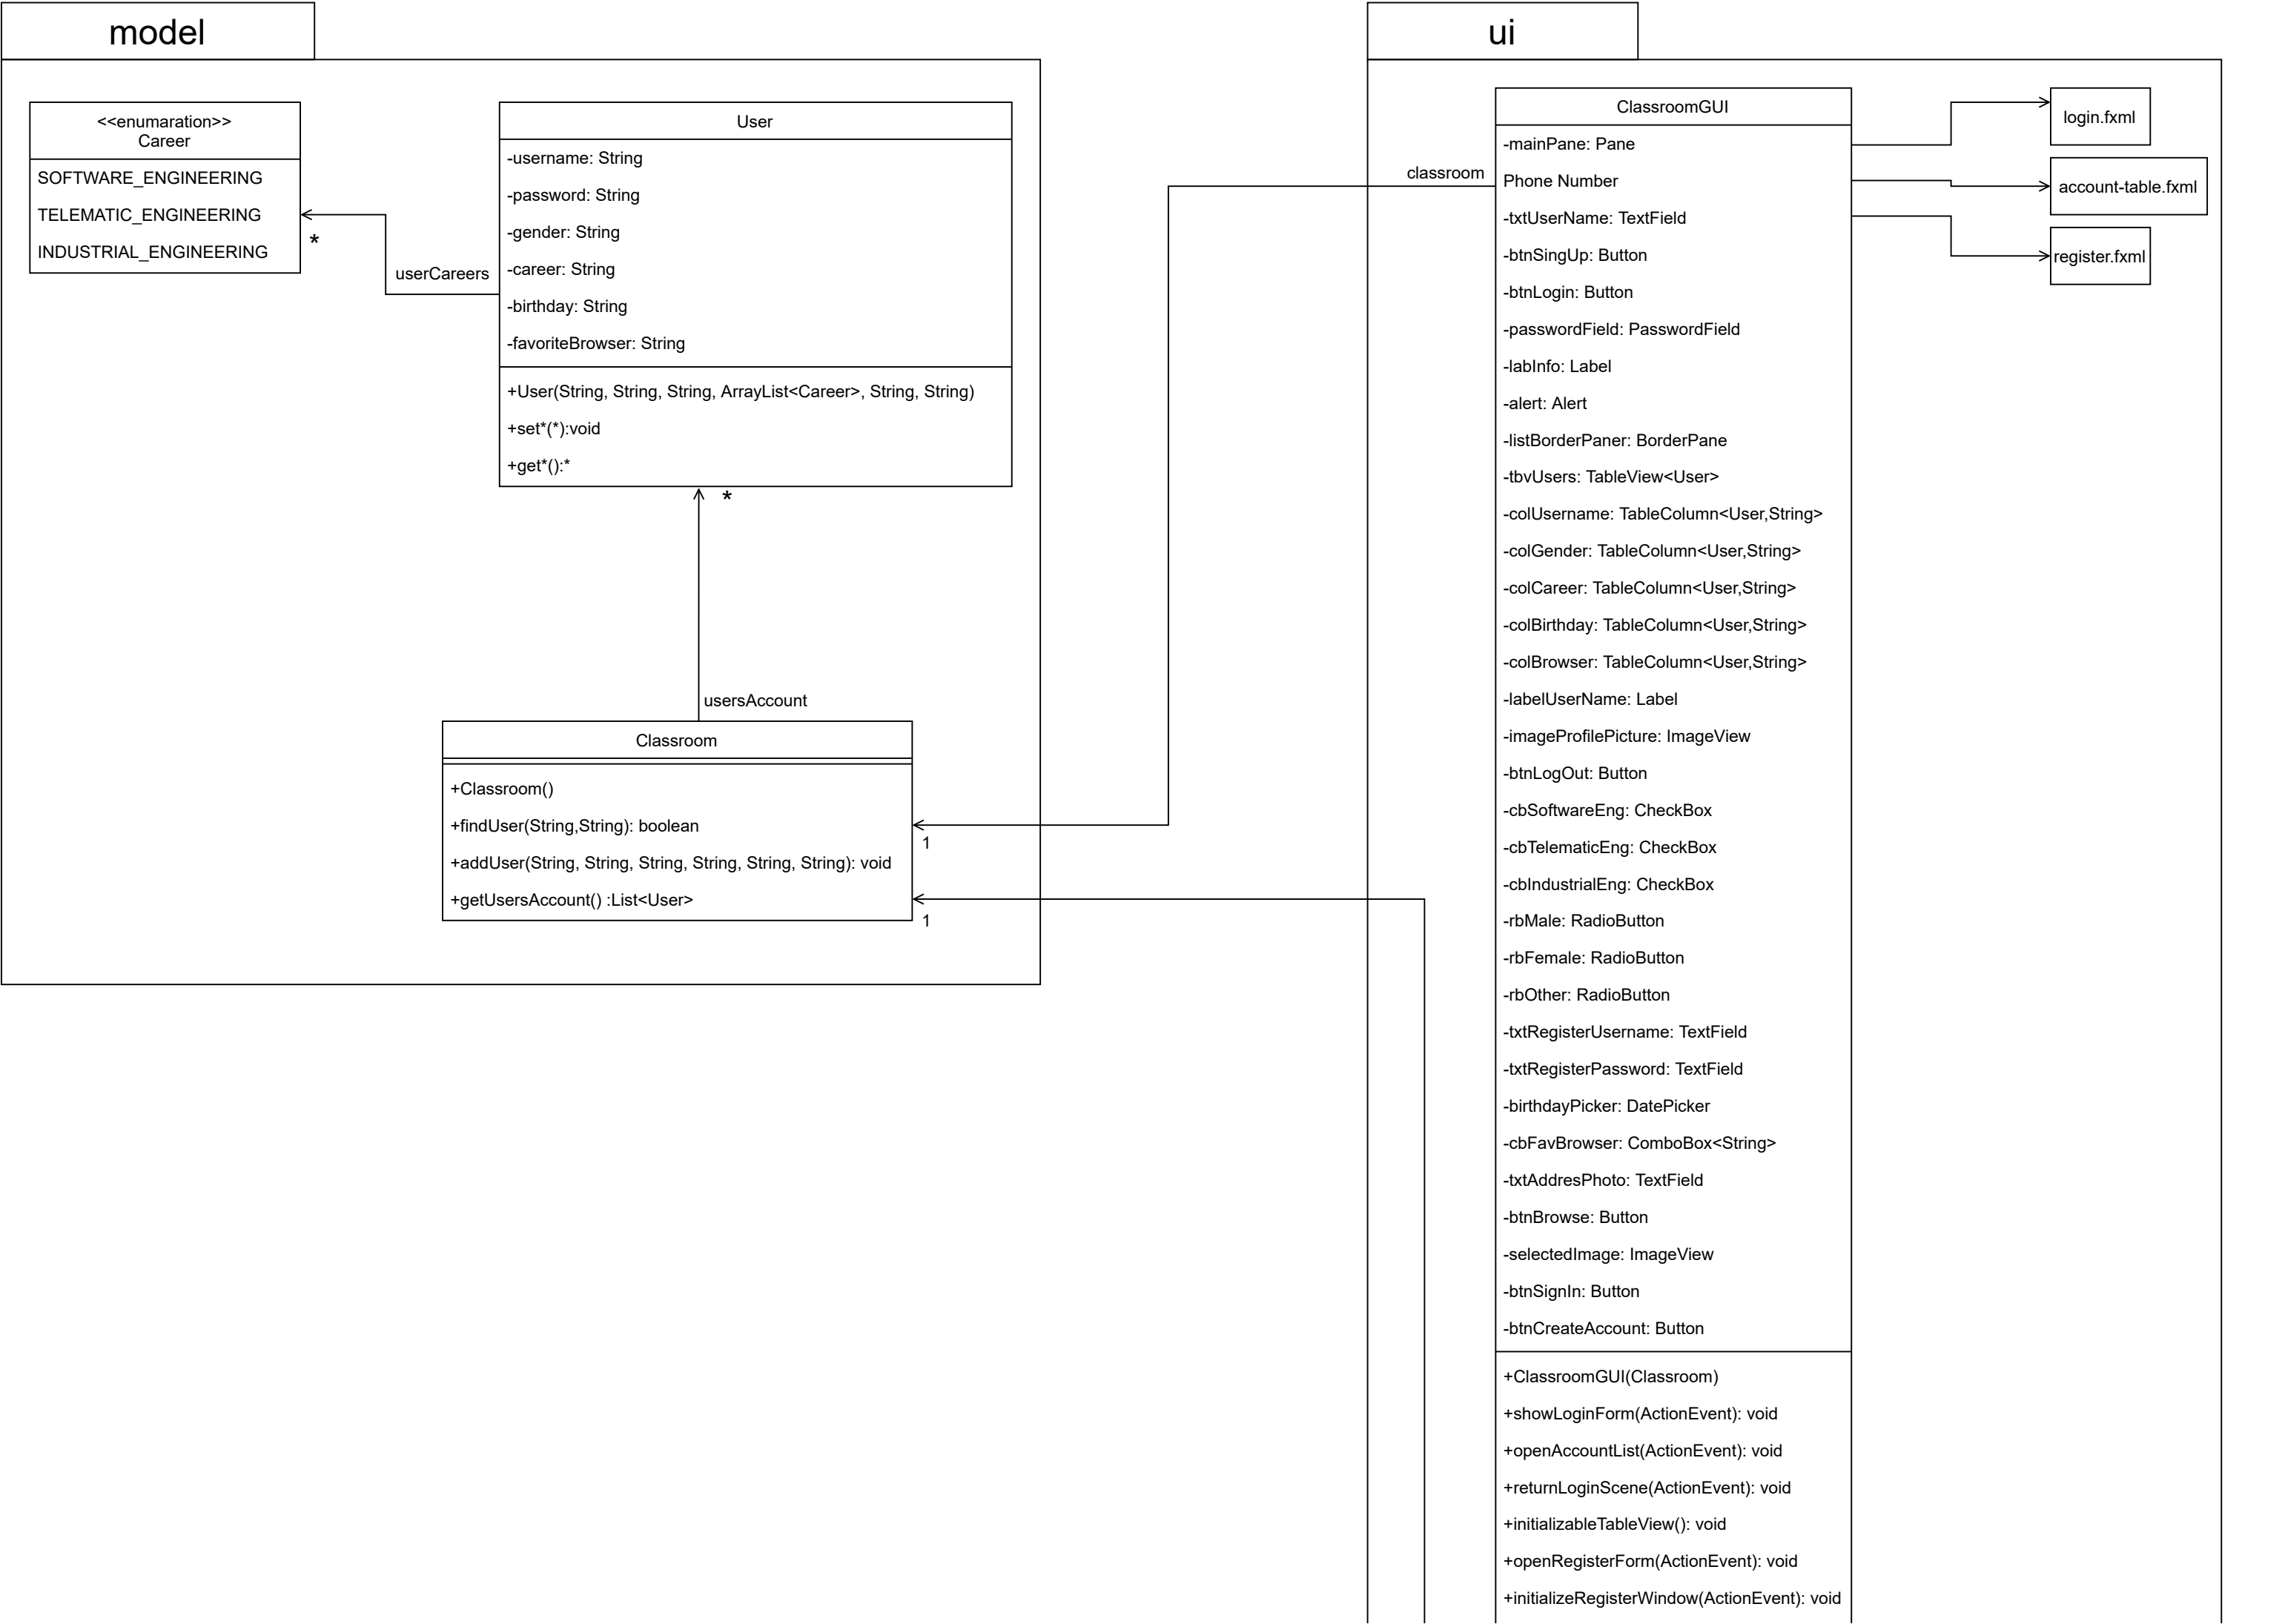 model
<<enumaration>>
Career
SOFTWARE_ENGINEERING
TELEMATIC_ENGINEERING
INDUSTRIAL_ENGINEERING
*
userCareers
User
-username: String
-password: String
-gender: String
-career: String
-birthday: String
-favoriteBrowser: String
+User(String, String, String, ArrayList<Career>, String, String)
+set*(*):void
+get*():*
*
usersAccount
Classroom
+Classroom()
+findUser(String,String): boolean
+addUser(String, String, String, String, String, String): void
+getUsersAccount() :List<User>
1
1
ui
classroom
ClassroomGUI
-mainPane: Pane
Phone Number
-txtUserName: TextField
-btnSingUp: Button
-btnLogin: Button
-passwordField: PasswordField
-labInfo: Label
-alert: Alert
-listBorderPaner: BorderPane
-tbvUsers: TableView<User>
-colUsername: TableColumn<User,String>
-colGender: TableColumn<User,String>
-colCareer: TableColumn<User,String>
-colBirthday: TableColumn<User,String>
-colBrowser: TableColumn<User,String>
-labelUserName: Label
-imageProfilePicture: ImageView
-btnLogOut: Button
-cbSoftwareEng: CheckBox
-cbTelematicEng: CheckBox
-cbIndustrialEng: CheckBox
-rbMale: RadioButton
-rbFemale: RadioButton
-rbOther: RadioButton
-txtRegisterUsername: TextField
-txtRegisterPassword: TextField
-birthdayPicker: DatePicker
-cbFavBrowser: ComboBox<String>
-txtAddresPhoto: TextField
-btnBrowse: Button
-selectedImage: ImageView
-btnSignIn: Button
-btnCreateAccount: Button
+ClassroomGUI(Classroom)
+showLoginForm(ActionEvent): void
+openAccountList(ActionEvent): void
+returnLoginScene(ActionEvent): void
+initializableTableView(): void
+openRegisterForm(ActionEvent): void
+initializeRegisterWindow(ActionEvent): void
login.fxml
account-table.fxml
register.fxml